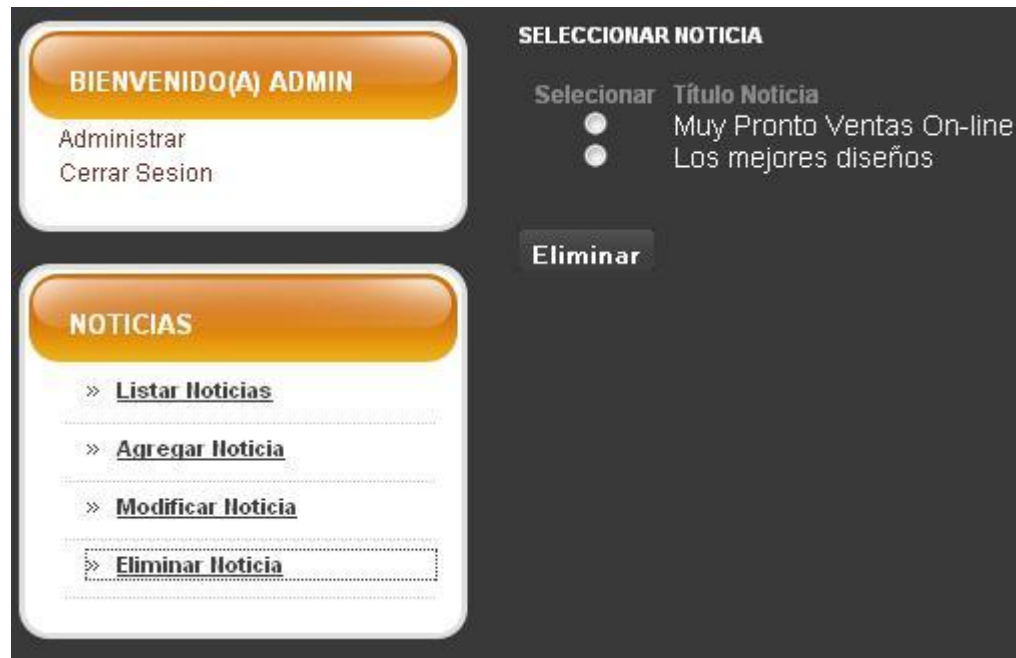 BIENVENIDO(A) ADMIN
Administrar
Cerrar Sesion
NOTICIAS
» Listar Noticias
» Agregar Noticia
» Modificar Noticia
» Eliminar Noticia
SELECCIONAR NOTICIA
Selecionar Título Noticia
Muy Pronto Ventas On-line
Los mejores diseños
Eliminar